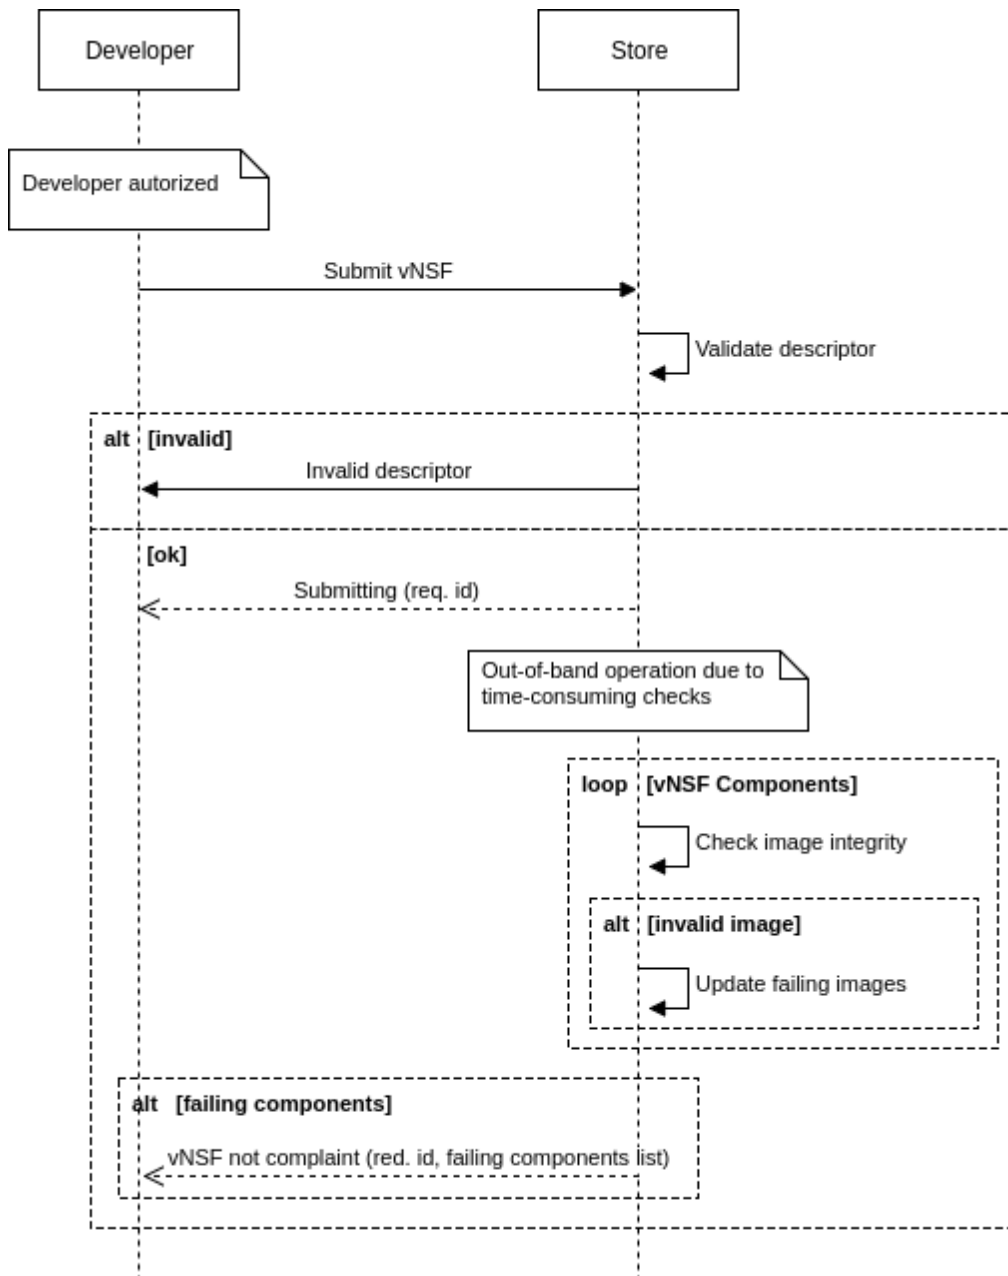 Developer
Store
Developer autorized
Submit vNSF
Validate descriptor
alt [invalid]
Invalid descriptor
[ok]
Submitting (req. id)
Out-of-band operation due to
time-consuming checks
loop [vNSF Components]
Check image integrity
alt [invalid image]
Update failing images
alt [failing components]
vNSF not complaint (red. id, failing components list)